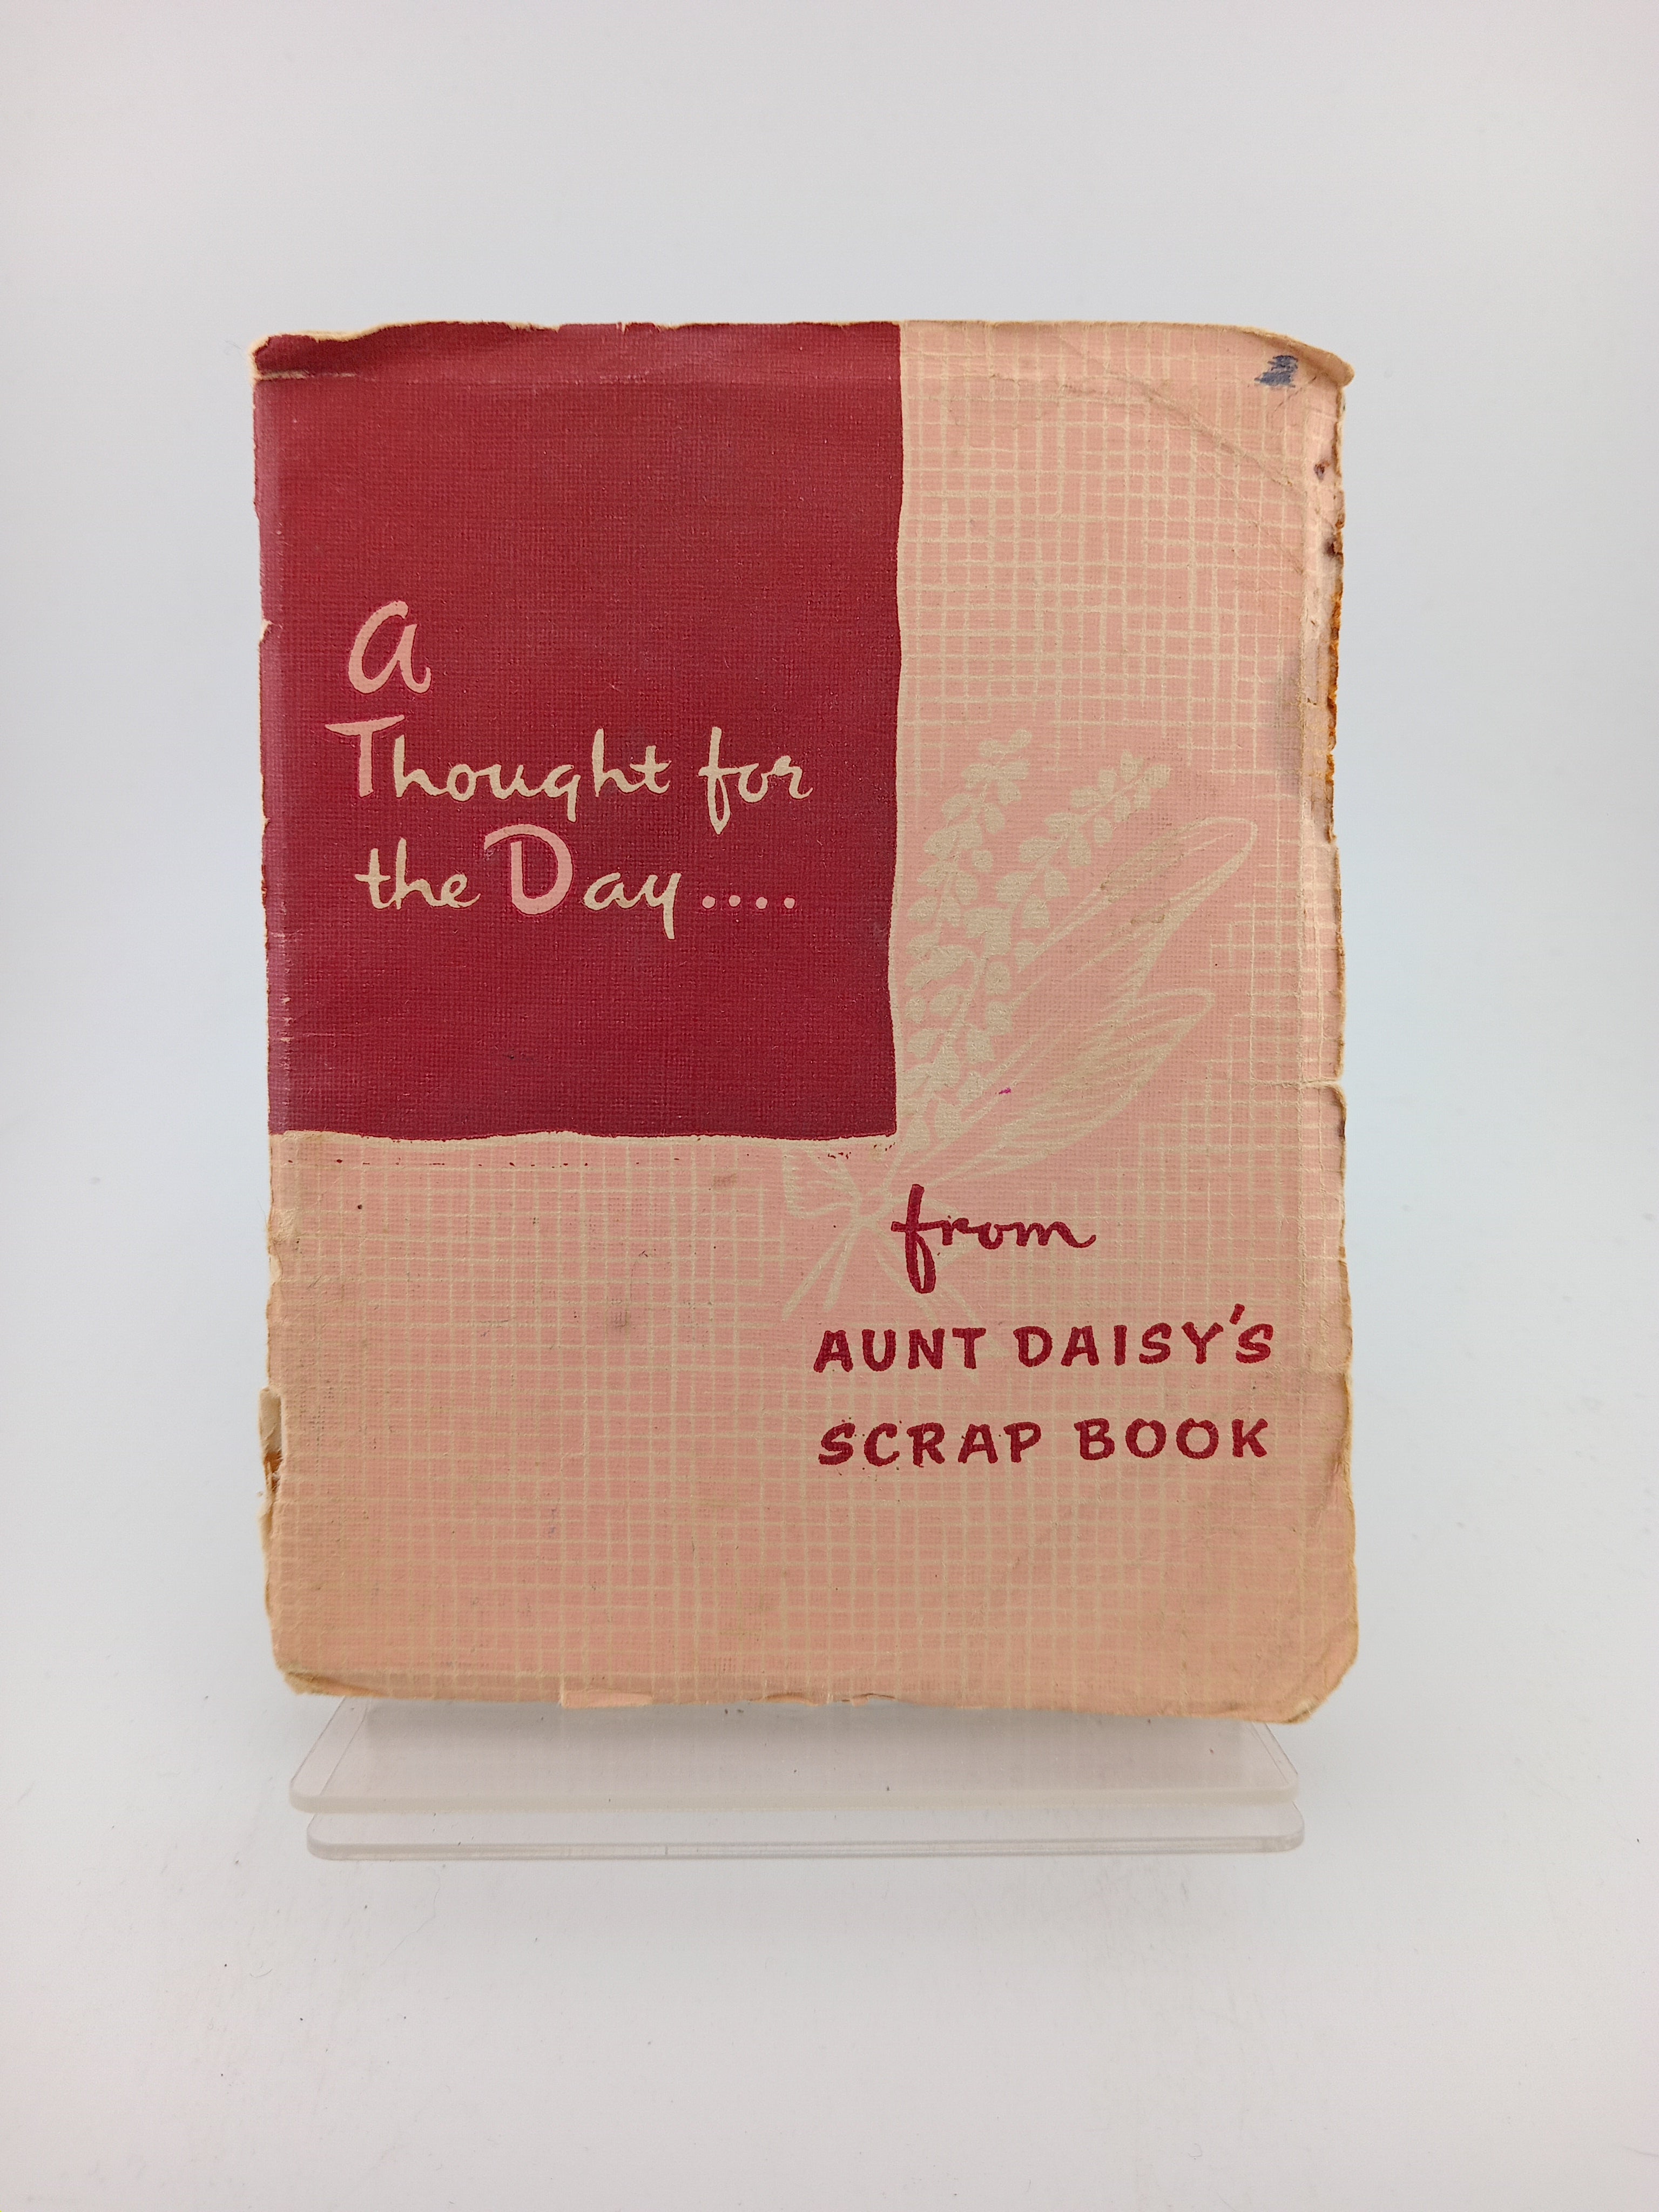 A
Thought for
the Day....
from
AUNT DAISY'S
SCRAP BOOK